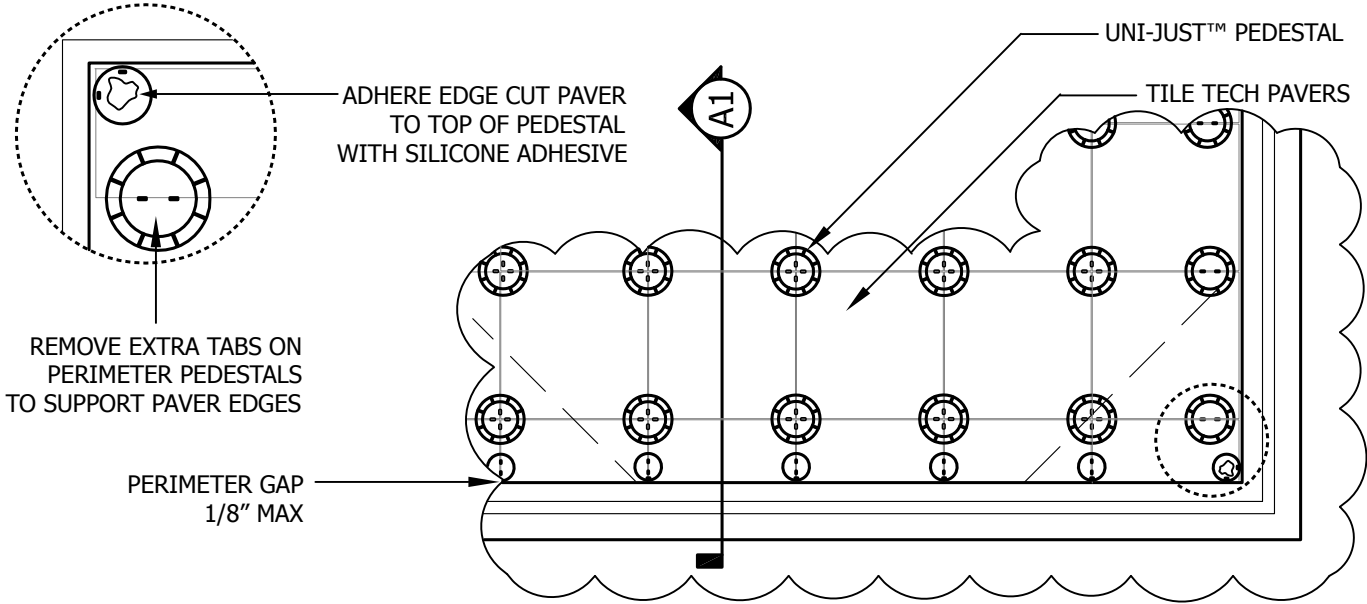 UNI-JUST™ PEDESTAL
TILE TECH PAVERS
ADHERE EDGE CUT PAVER
TO TOP OF PEDESTAL
WITH SILICONE ADHESIVE
A1
REMOVE EXTRA TABS ON
PERIMETER PEDESTALS
TO SUPPORT PAVER EDGES
PERIMETER GAP
1/8” MAX